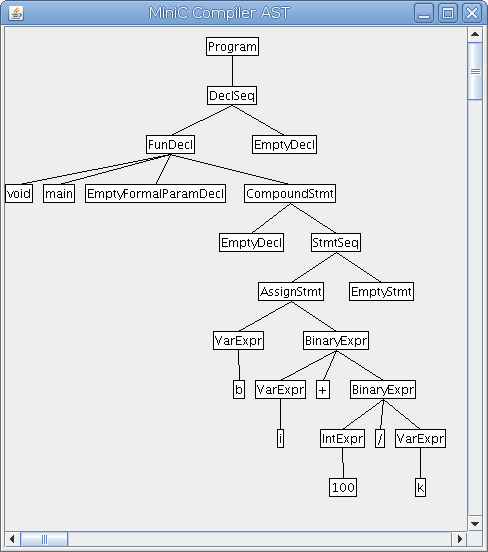 MiniC Compiler AST
Program
DeclSeq
FunDecl EmptyDecl
void main EmptyFormalParamDecl CompoundStmt
EmptyDecl StmtSeq
AssignStmt EmptyStmt
VarExpr BinaryExpr
b VarExpr + BinaryExpr
i IntExpr / VarExpr
100 k